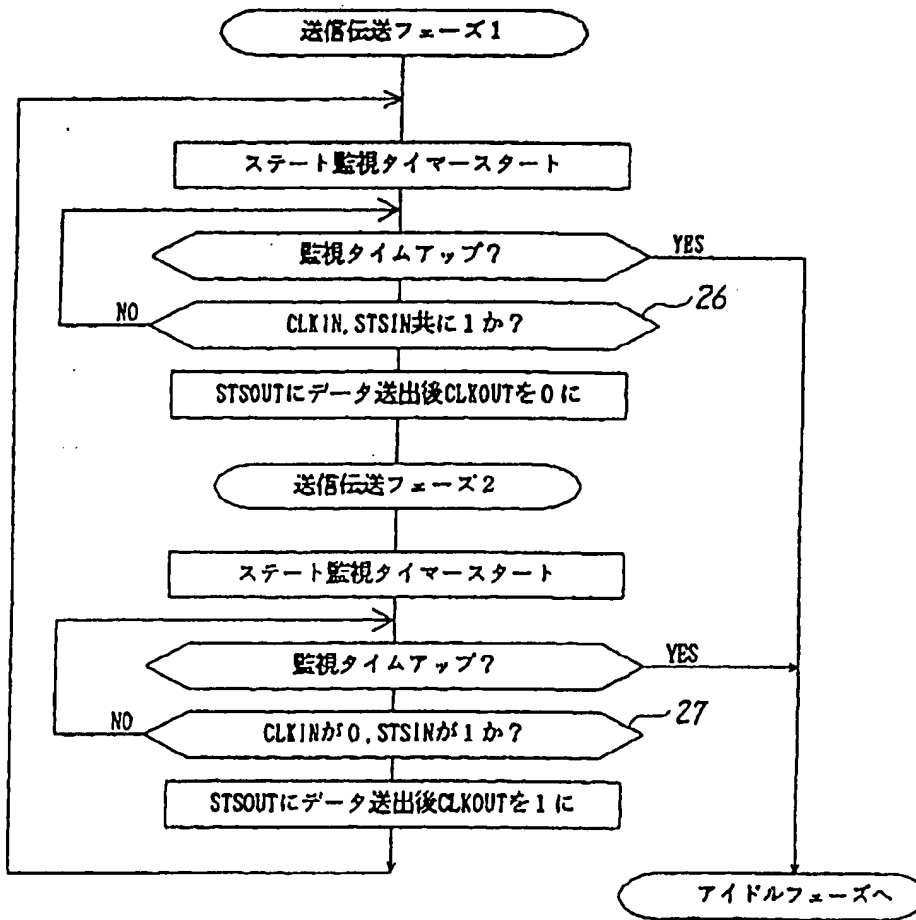 送信伝送フェーズ1
ステート監視タイマースタート
監視タイムアップ?
YES
26
NO
CLKIN,STSIN共に1か?
STSOUTにデータ送出後CLKOUTを0に
送信伝送フェーズ2
ステート監視タイマースタート
監視タイムアップ?
YES
27
NO
CLKINが0,STSINが1か?
STSOUTにデータ送出後CLKOUTを1に
アイドルフェーズへ